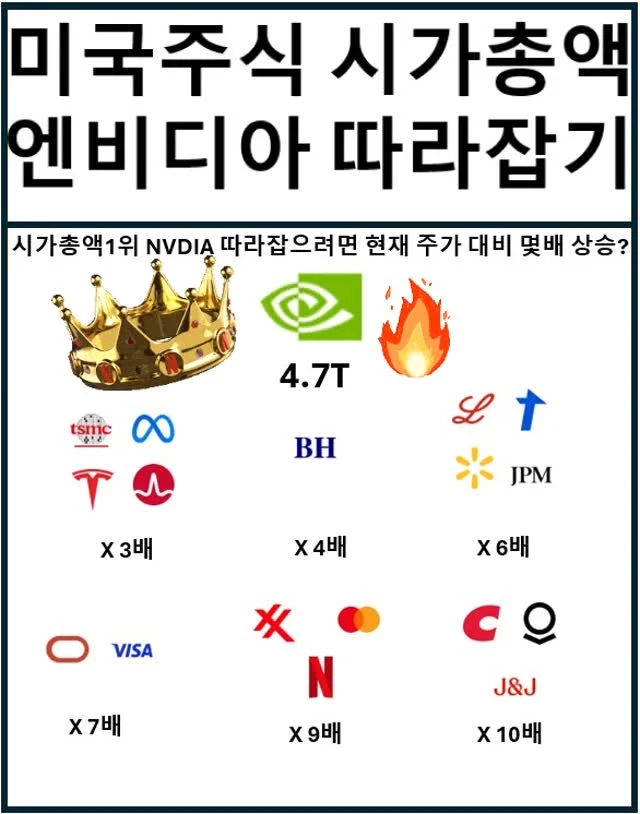 미국주식 시가총액
엔비디아 따라잡기
시가총액1위 NVDIA 따라잡으려면 현재 주가 대비 몇배 상승?
4.7T
tsmc
BH
JPM
X 3배
X 4배
X 6배
VISA
J&J
X 7배
X 9배
X 10배